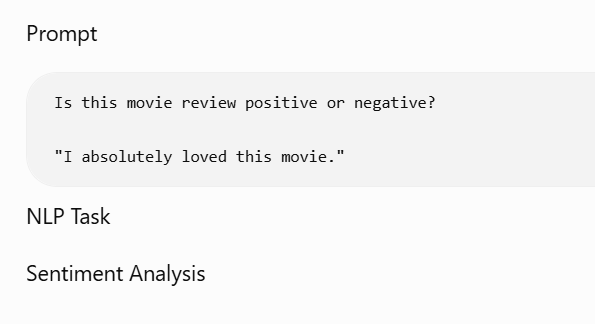 Prompt
Is this movie review positive or negative?
"I absolutely loved this movie."
NLP Task
Sentiment Analysis